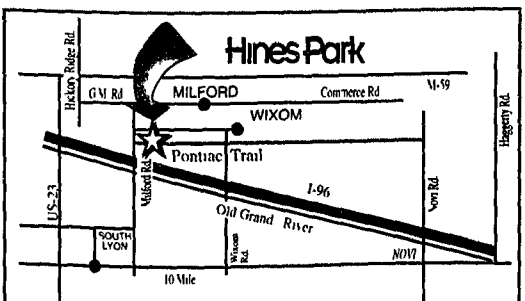 Hines Park
Hickory Ridge Rd.
M-59
GM Rd
MILFORD
Commerce Rd
Haggerty Rd.
WIXOM
Pontiac Trail
Milford Rd.
I-96
Novi Rd.
US-23
Old Grand River
SOUTH
LYON
Wixom
Rd.
NOVI
10 Mile